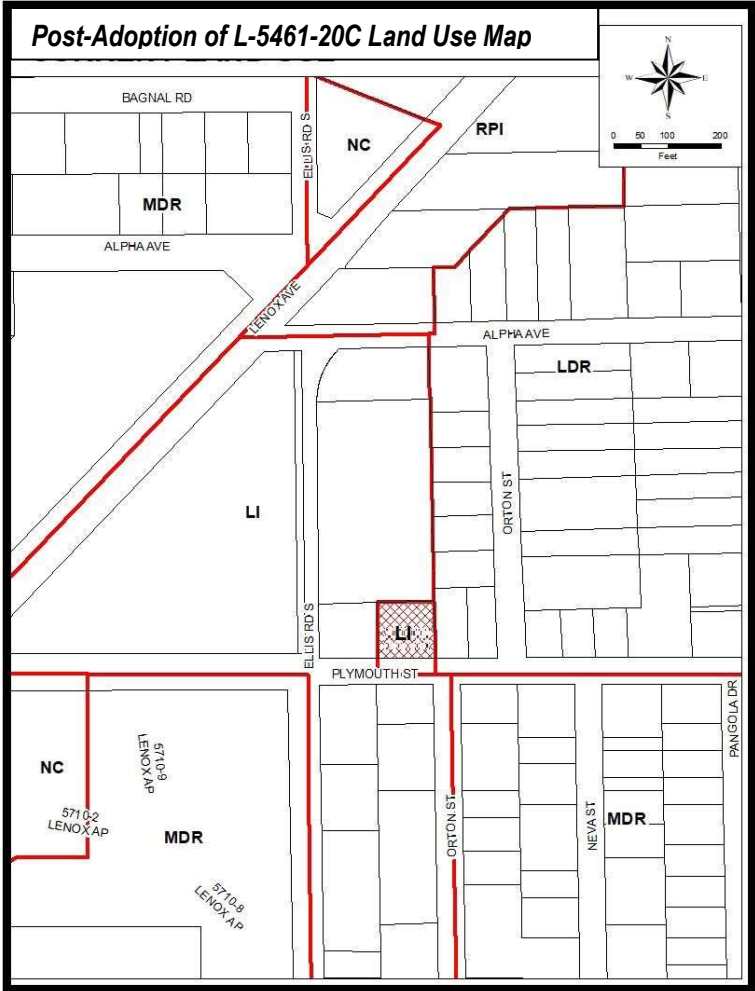 Post-Adoption of L-5461-20C Land Use Map
N
W E
S
0 50 100 200
Feet
BAGNAL RD
ELLIS RD S
NC
RPI
MDR
ALPHA AVE
LENOX AVE
ALPHA AVE
LDR
ORTON ST
LI
ELLIS RD S
LI
PLYMOUTH ST
PANGOLA DR
NC
5710-9
LENOX AP
5710-2
LENOX AP
MDR
5710-8
LENOX AP
ORTON ST
NEVA ST
MDR